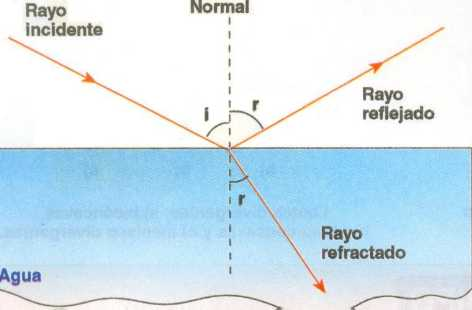 Rayo
incidente
Normal
i
r
Rayo
reflejado
r
Rayo
refractado
Agua